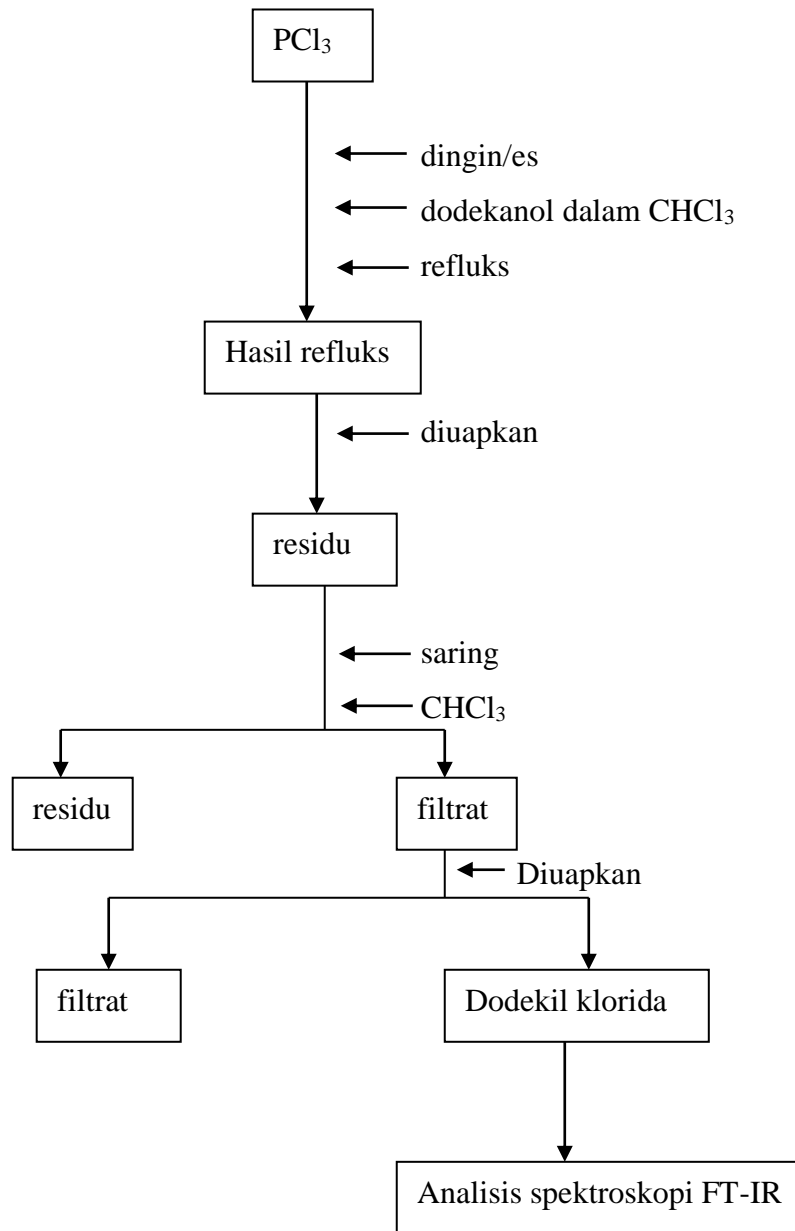 PCl₃
dingin/es
dodekanol dalam CHCl₃
refluks
Hasil refluks
diuapkan
residu
saring
CHCl₃
residu
filtrat
Diuapkan
filtrat
Dodekil klorida
Analisis spektroskopi FT-IR